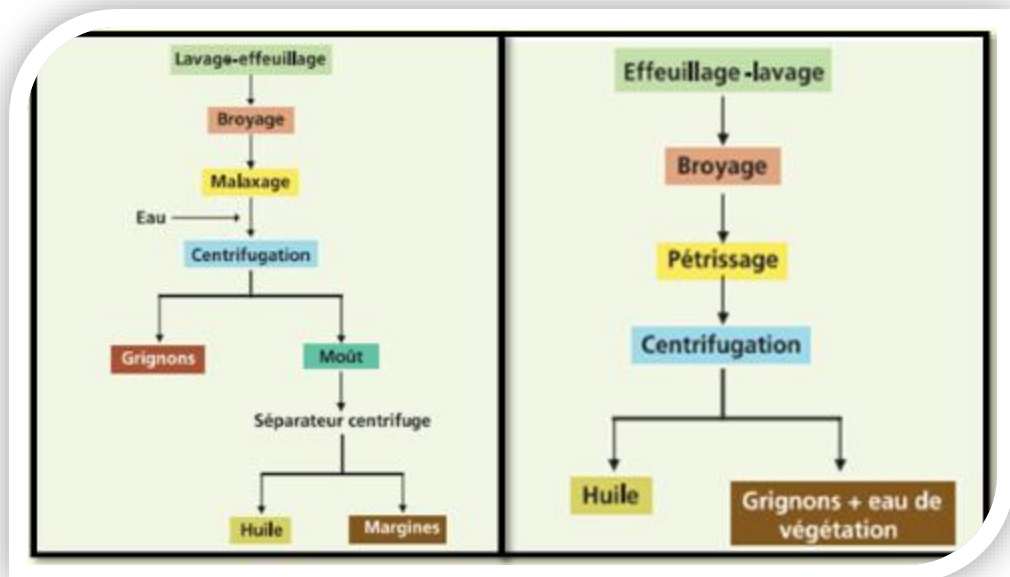 Lavage-effeuillage
Broyage
Malaxage
Eau
Centrifugation
Grignons
Moût
Séparateur centrifuge
Huile
Margines
Effeuillage-lavage
Broyage
Pétrissage
Centrifugation
Huile
Grignons + eau de
végétation